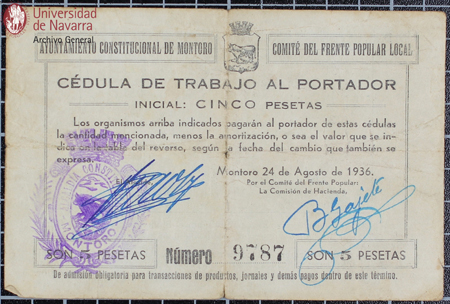 Universidad
de Navarra
Archivo General
AYUNTAMIENTO CONSTITUCIONAL DE MONTORO
COMITÉ DEL FRENTE POPULAR LOCAL
CÉDULA DE TRABAJO AL PORTADOR
INICIAL: CINCO PESETAS
Los organismos arriba indicados pagarán al portador de estas cédulas
la cantidad mencionada, menos la amortización, o sea el valor que se in-
dica en la tabla del reverso, según la fecha del cambio que también se
expresa.
Montoro 24 de Agosto de 1936.
Por el Comité del Frente Popular:
La Comisión de Hacienda.
MONTORO
SON 5 PESETAS
Número 9787
SON 5 PESETAS
De admisión obligatoria para transacciones de productos, jornales y demás pagos dentro de este término.